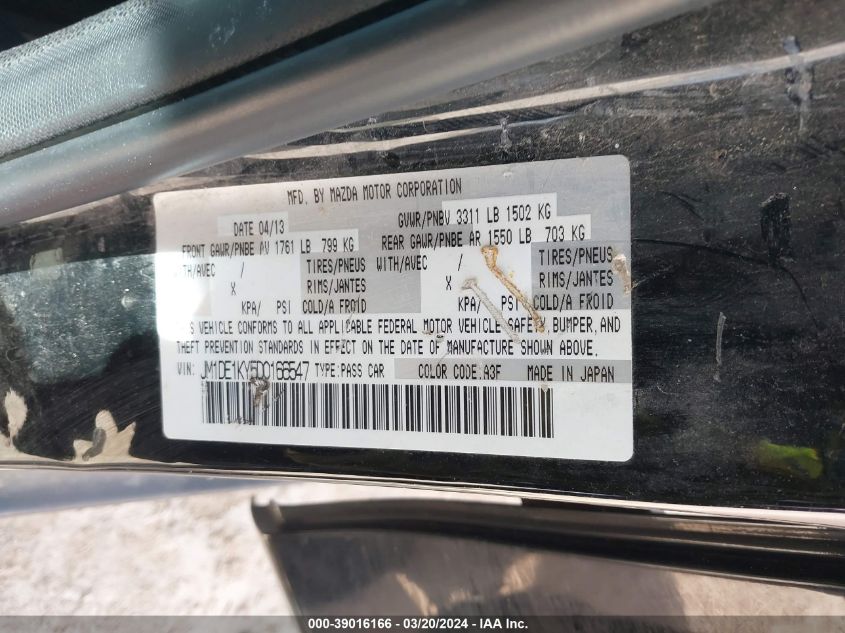 MFD. BY MAZDA MOTOR CORPORATION
DATE 04/13 GVWR/PNBV 3311 LB 1502 KG
FRONT GAWR/PNBE AV 1761 LB 799 KG REAR GAWR/PNBE AR 1550 LB 703 KG
WITH/AVEC / TIRES/PNEUS WITH/AVEC / TIRES/PNEUS
X RIMS/JANTES X RIMS/JANTES
KPA/ PSI COLD/A FROID KPA/ PSI COLD/A FROID
VEHICLE CONFORMS TO ALL APPLICABLE FEDERAL MOTOR VEHICLE SAFETY, BUMPER, AND
THEFT PREVENTION STANDARDS IN EFFECT ON THE DATE OF MANUFACTURE SHOWN ABOVE.
VIN: JM1DE1KY5D0166547 TYPE:PASS CAR COLOR CODE.A3F MADE IN JAPAN
000-39016166 - 03/20/2024 - IAA Inc.